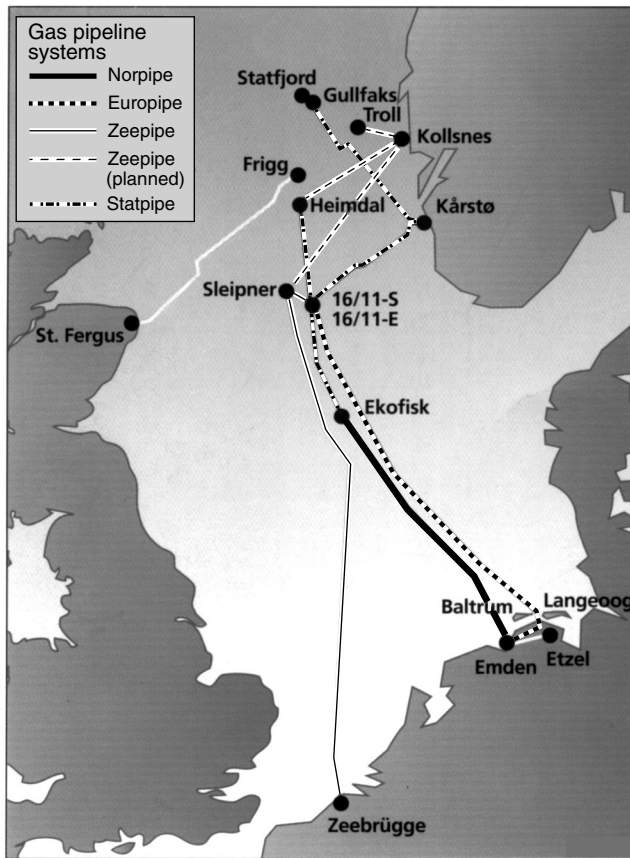 Gas pipeline
systems
Norpipe
Europipe
Zeepipe
Zeepipe
(planned)
Statpipe
Statfjord
Gullfaks
Troll
Kollsnes
Frigg
Heimdal
Kårstø
Sleipner
16/11-S
16/11-E
St. Fergus
Ekofisk
Baltrum
Langeoog
Emden
Etzel
Zeebrügge